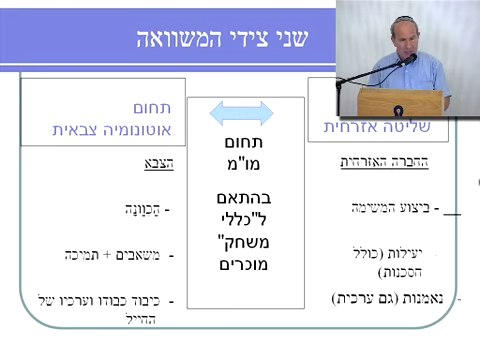 שני צידי המשוואה
שליטה אזרחית
החברה האזרחית
- ביצוע המשימה
יעילות (כולל
חסכנות)
נאמנות (גם ערכית)
תחום
מו"מ
בהתאם
ל"כללי
משחק"
מוכרים
תחום
אוטונומיה צבאית
הצבא
- הכוונה
- משאבים + תמיכה
- כיבוד כבודו וערכיו של
החייל